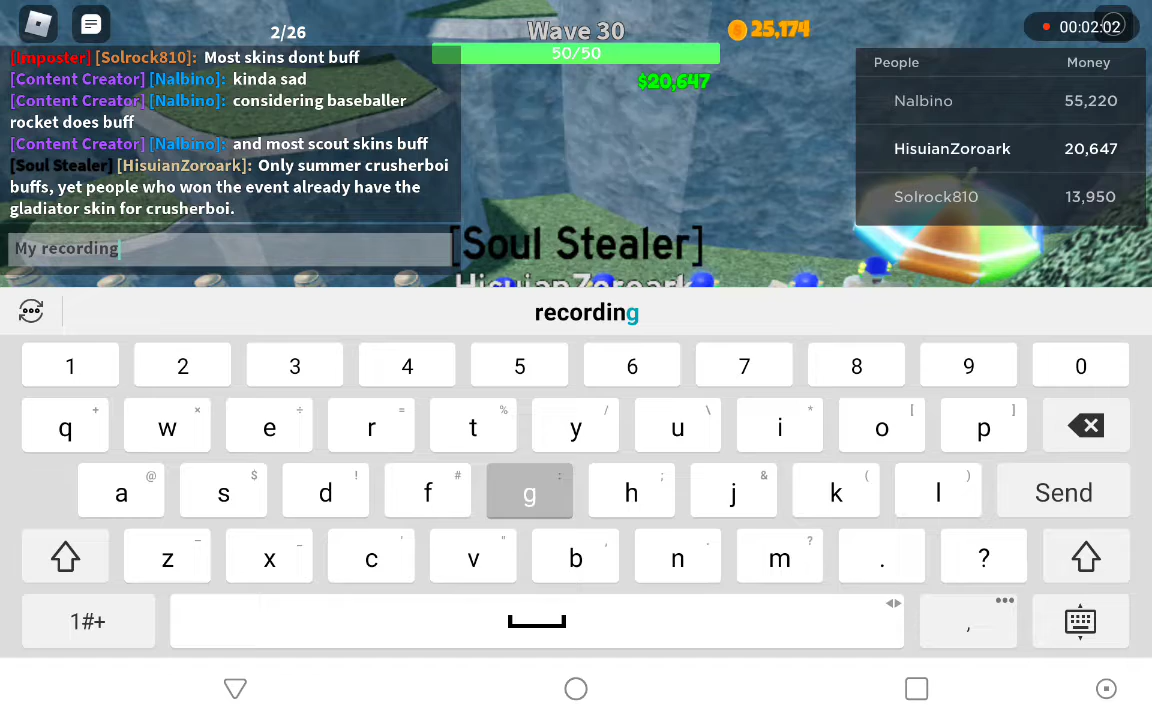 2/26
Wave 30
50/50
25,174
$20,647
00:02:02
[Imposter] [Solrock810]: Most skins dont buff
[Content Creator] [Nalbino]: kinda sad
[Content Creator] [Nalbino]: considering baseballer
rocket does buff
[Content Creator] [Nalbino]: and most scout skins buff
[Soul Stealer] [HisuianZoroark]: Only summer crusherboi
buffs, yet people who won the event already have the
gladiator skin for crusherboi.
My recording
People Money
Nalbino 55,220
HisuianZoroark 20,647
Solrock810 13,950
[Soul Stealer]
HisuianZoroark
recording
1 2 3 4 5 6 7 8 9 0
q + w × e ÷ r = t % y / u \ i * o [ p ]
a @ s $ d ! f # g : h ; j & k ( l ) Send
z x c v b n m ? . ?
1#+ ,